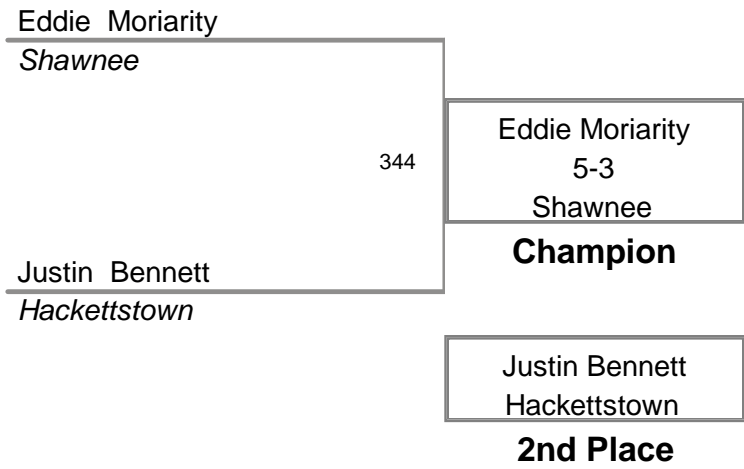 Eddie Moriarity
Shawnee
344
Eddie Moriarity
5-3
Shawnee
Champion
Justin Bennett
Hackettstown
Justin Bennett
Hackettstown
2nd Place